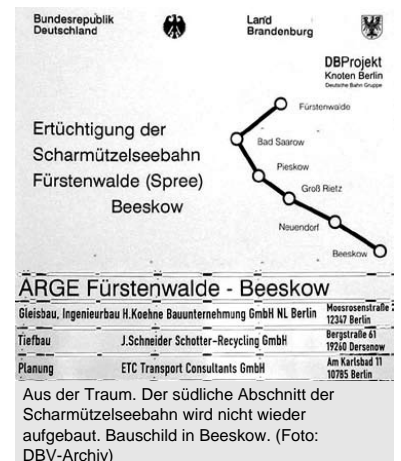 Bundesrepublik
Deutschland
Land
Brandenburg
DBProjekt
Knoten Berlin
Deutsche Bahn Gruppe
Fürstenwalde
Ertüchtigung der
Bad Saarow
Scharmützelseebahn
Pieskow
Fürstenwalde (Spree)
Groß Rietz
Beeskow
Neuendorf
Beeskow
ARGE Fürstenwalde - Beeskow
Gleisbau, Ingenieurbau H.Koehne Bauunternehmung GmbH NL Berlin Moosrosenstraße
12347 Berlin
Tiefbau J.Schneider Schotter-Recycling GmbH Bergstraße 61
19260 Dersenow
Planung ETC Transport Consultants GmbH Am Karlsbad 11
10785 Berlin
Aus der Traum. Der südliche Abschnitt der
Scharmützelseebahn wird nicht wieder
aufgebaut. Bauschild in Beeskow. (Foto:
DBV-Archiv)